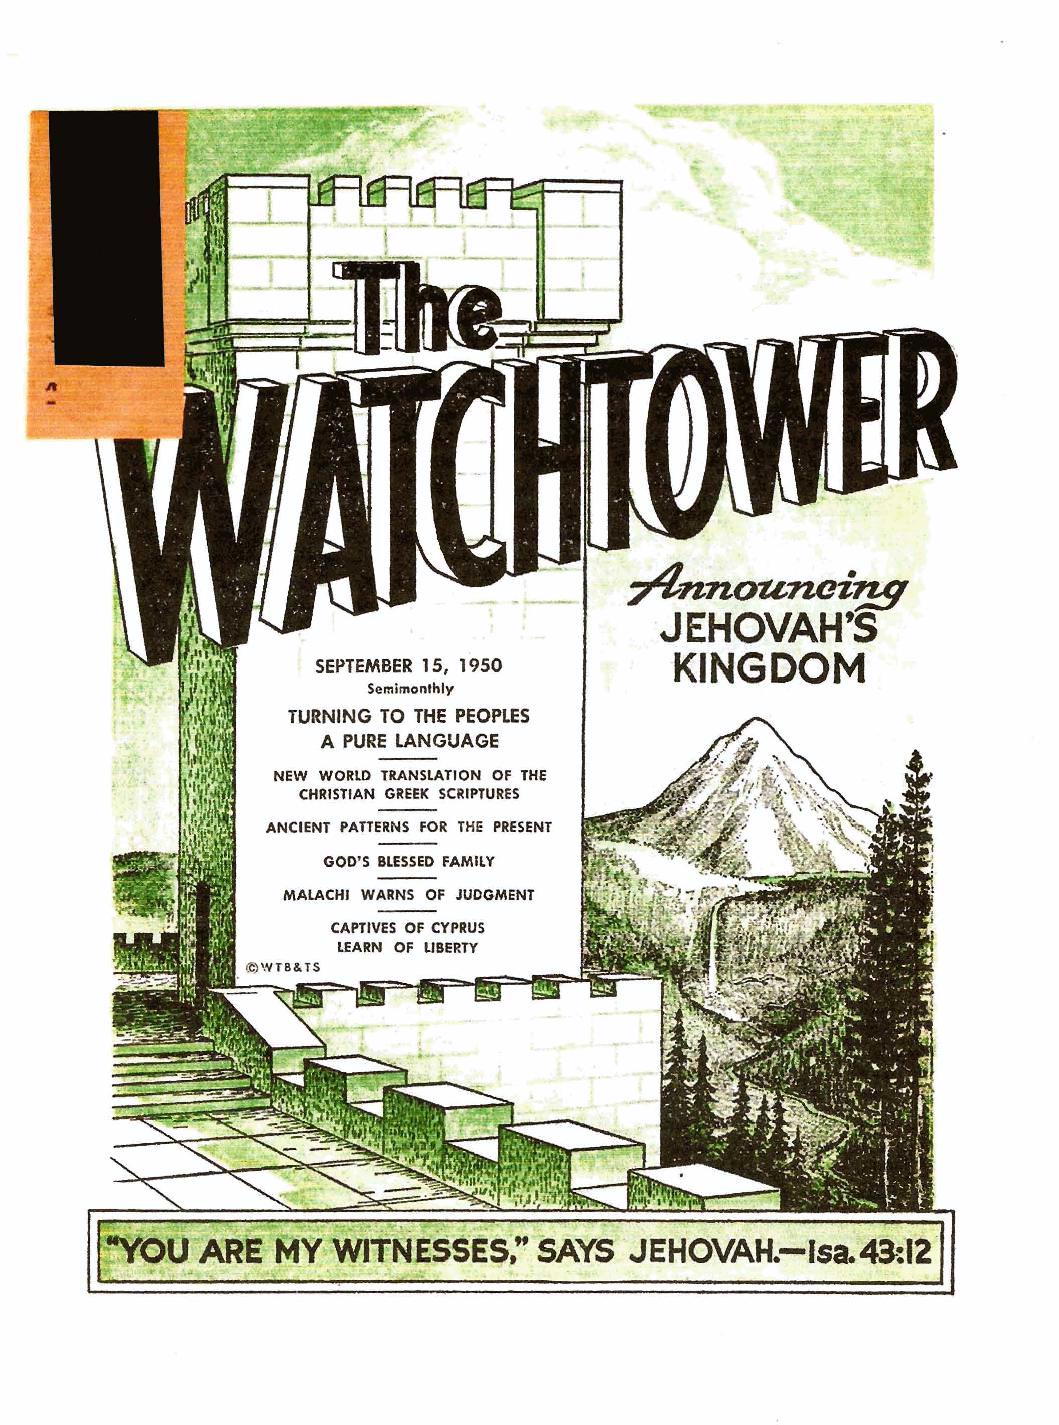 The
WATCHTOWER
Announcing
JEHOVAH'S
KINGDOM
SEPTEMBER 15, 1950
Semimonthly
TURNING TO THE PEOPLES
A PURE LANGUAGE
NEW WORLD TRANSLATION OF THE
CHRISTIAN GREEK SCRIPTURES
ANCIENT PATTERNS FOR THE PRESENT
GOD'S BLESSED FAMILY
MALACHI WARNS OF JUDGMENT
CAPTIVES OF CYPRUS
LEARN OF LIBERTY
©WTB&TS
"YOU ARE MY WITNESSES," SAYS JEHOVAH.—Isa. 43:12